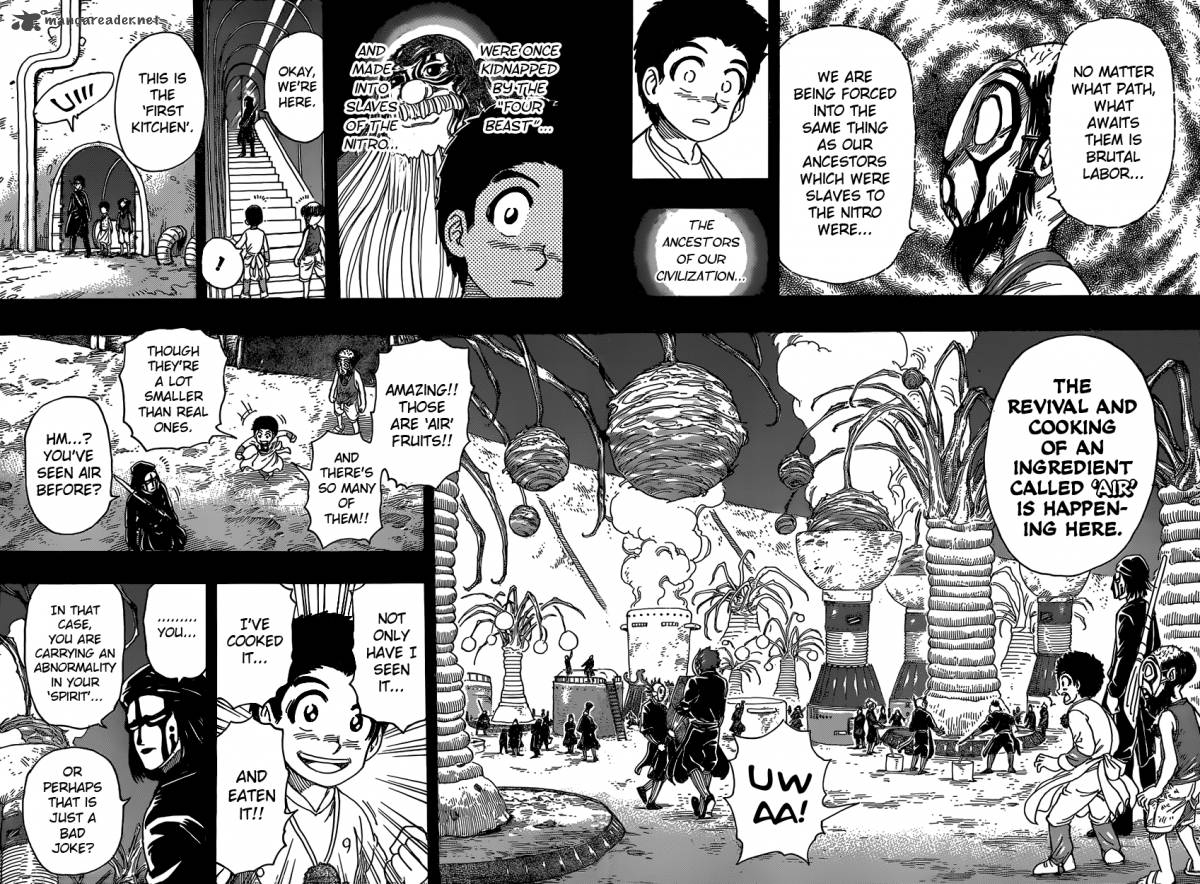 mangareader.net
NO MATTER
WHAT PATH,
WHAT
AWAITS
THEM IS
BRUTAL
LABOR...
WE ARE
BEING FORCED
INTO THE
SAME THING
AS OUR
ANCESTORS
WHICH WERE
SLAVES TO
THE NITRO
WERE...
THE
ANCESTORS
OF OUR
CIVILIZATION...
WERE ONCE
KIDNAPPED
BY THE
"FOUR
BEAST"...
AND
MADE
INTO
SLAVES
OF THE
NITRO...
OKAY,
WE'RE
HERE.
!
THIS IS
THE
'FIRST
KITCHEN'.
U///
THE
REVIVAL AND
COOKING
OF AN
INGREDIENT
CALLED 'AIR'
IS HAPPEN-
ING HERE.
UW
AA!
AMAZING!!
THOSE
ARE 'AIR'
FRUITS!!
AND
THERE'S
SO MANY
OF
THEM!!
THOUGH
THEY'RE
A LOT
SMALLER
THAN REAL
ONES.
HM...?
YOU'VE
SEEN AIR
BEFORE?
NOT
ONLY
HAVE I
SEEN
IT...
I'VE
COOKED
IT...
AND
EATEN
IT!!
9
.........
YOU...
IN THAT
CASE,
YOU ARE
CARRYING AN
ABNORMALITY
IN YOUR
'SPIRIT'...
OR
PERHAPS
THAT IS
JUST A
BAD
JOKE?